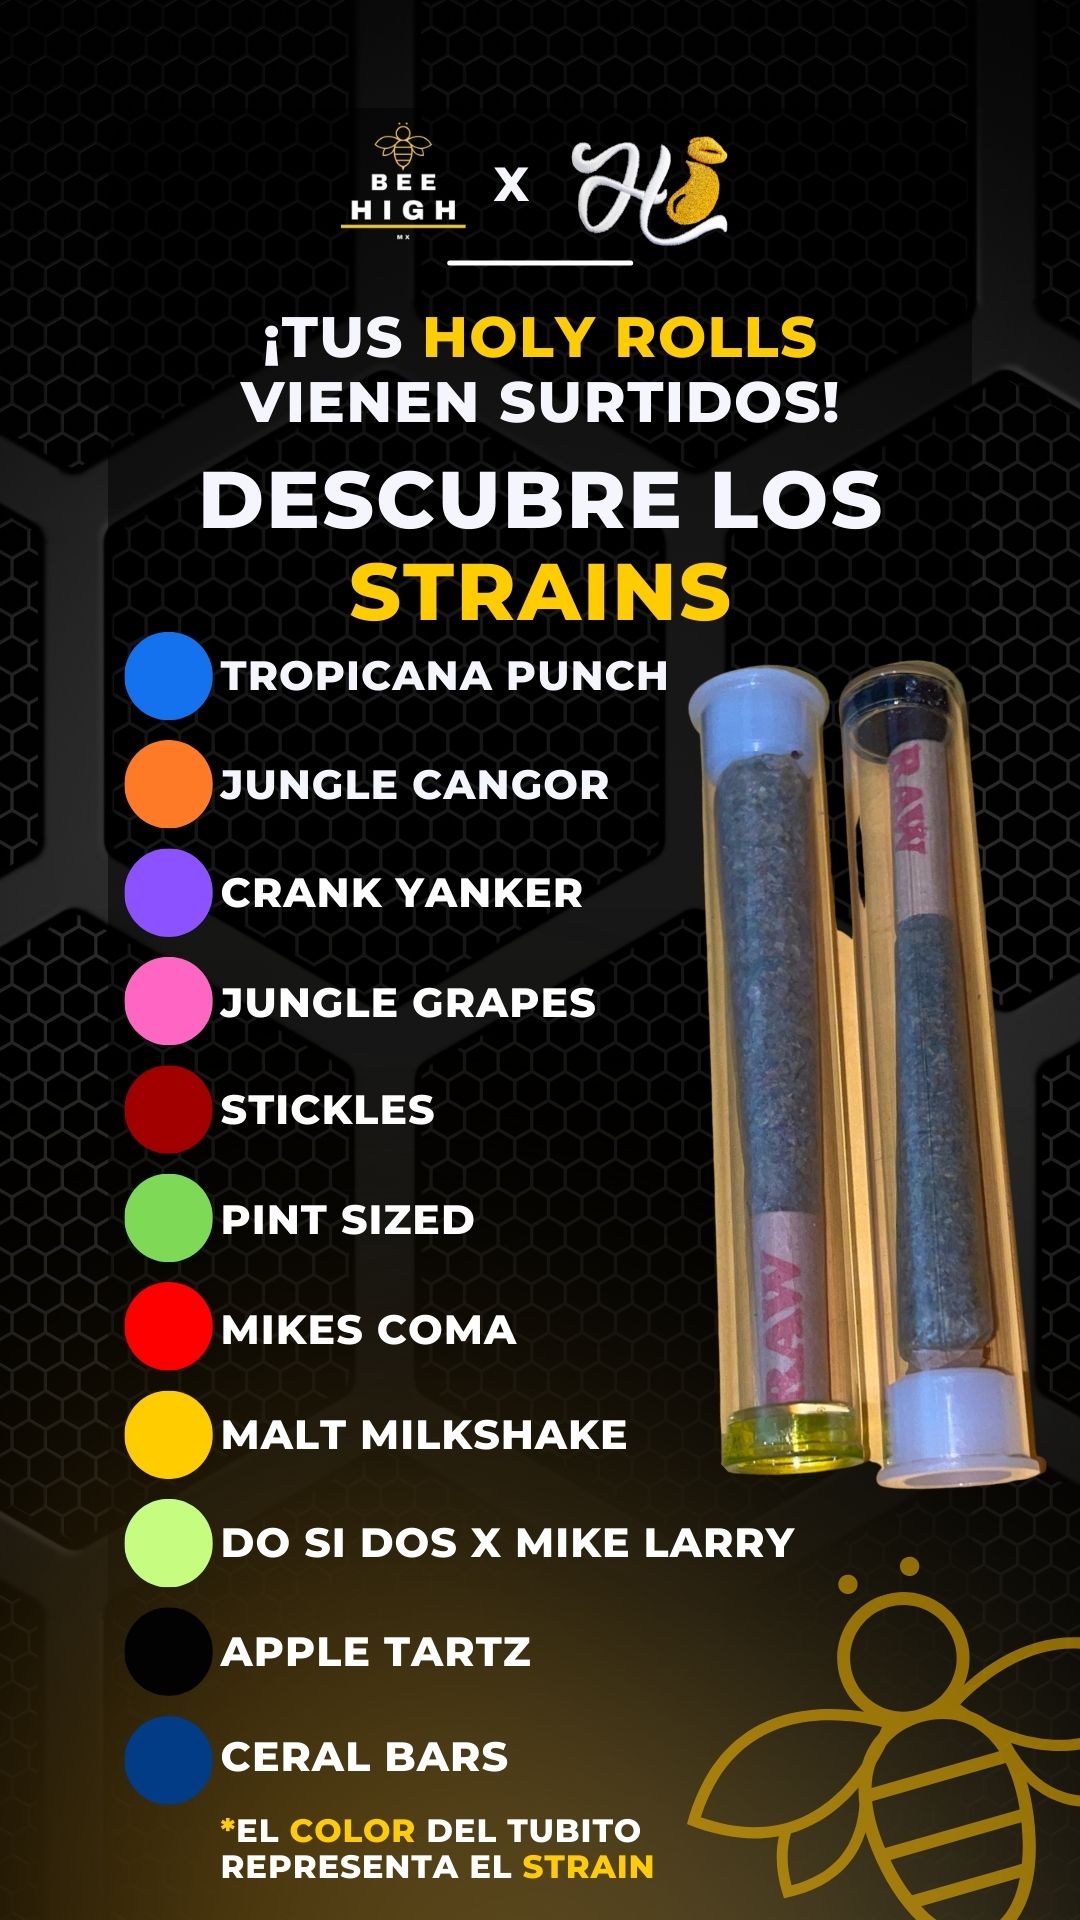 BEE
HIGH
MX
X
H
¡TUS HOLY ROLLS
VIENEN SURTIDOS!
DESCUBRE LOS
STRAINS
TROPICANA PUNCH
JUNGLE CANGOR
CRANK YANKER
JUNGLE GRAPES
STICKLES
PINT SIZED
MIKES COMA
MALT MILKSHAKE
DO SI DOS X MIKE LARRY
APPLE TARTZ
CERAL BARS
*EL COLOR DEL TUBITO
REPRESENTA EL STRAIN
RAW
RAW